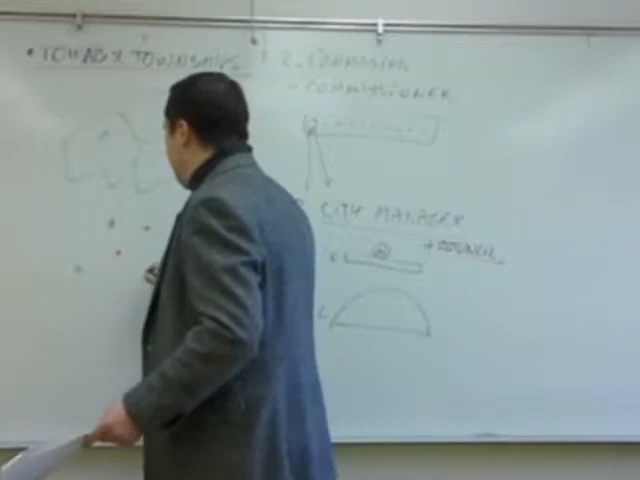 • TOWNS & TOWNSHIPS
2. COMMISSION
- COMMISSIONER
CITY MANAGER
+ COUNCIL